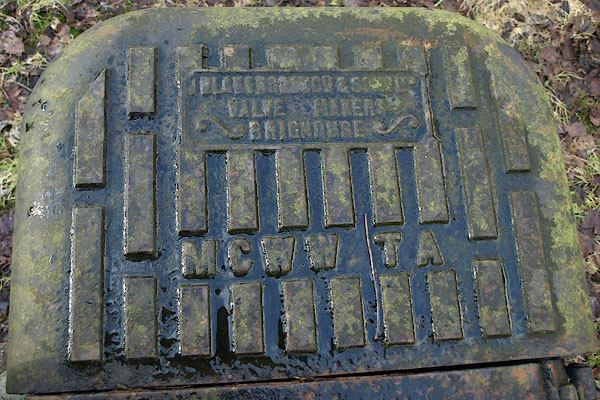 J. BLAKEBOROUGH & SONS LTD
VALVE MAKERS
BRIGHOUSE
MCWW TA